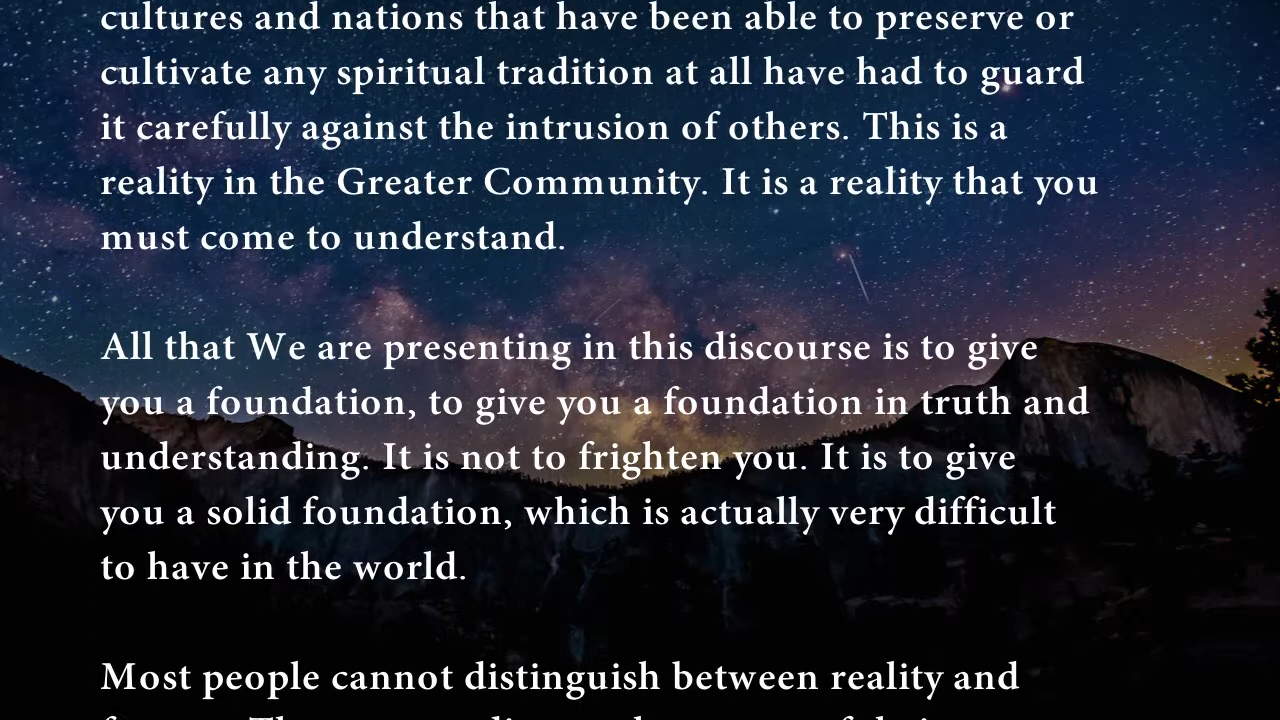 cultures and nations that have been able to preserve or
cultivate any spiritual tradition at all have had to guard
it carefully against the intrusion of others. This is a
reality in the Greater Community. It is a reality that you
must come to understand.
All that We are presenting in this discourse is to give
you a foundation, to give you a foundation in truth and
understanding. It is not to frighten you. It is to give
you a solid foundation, which is actually very difficult
to have in the world.
Most people cannot distinguish between reality and